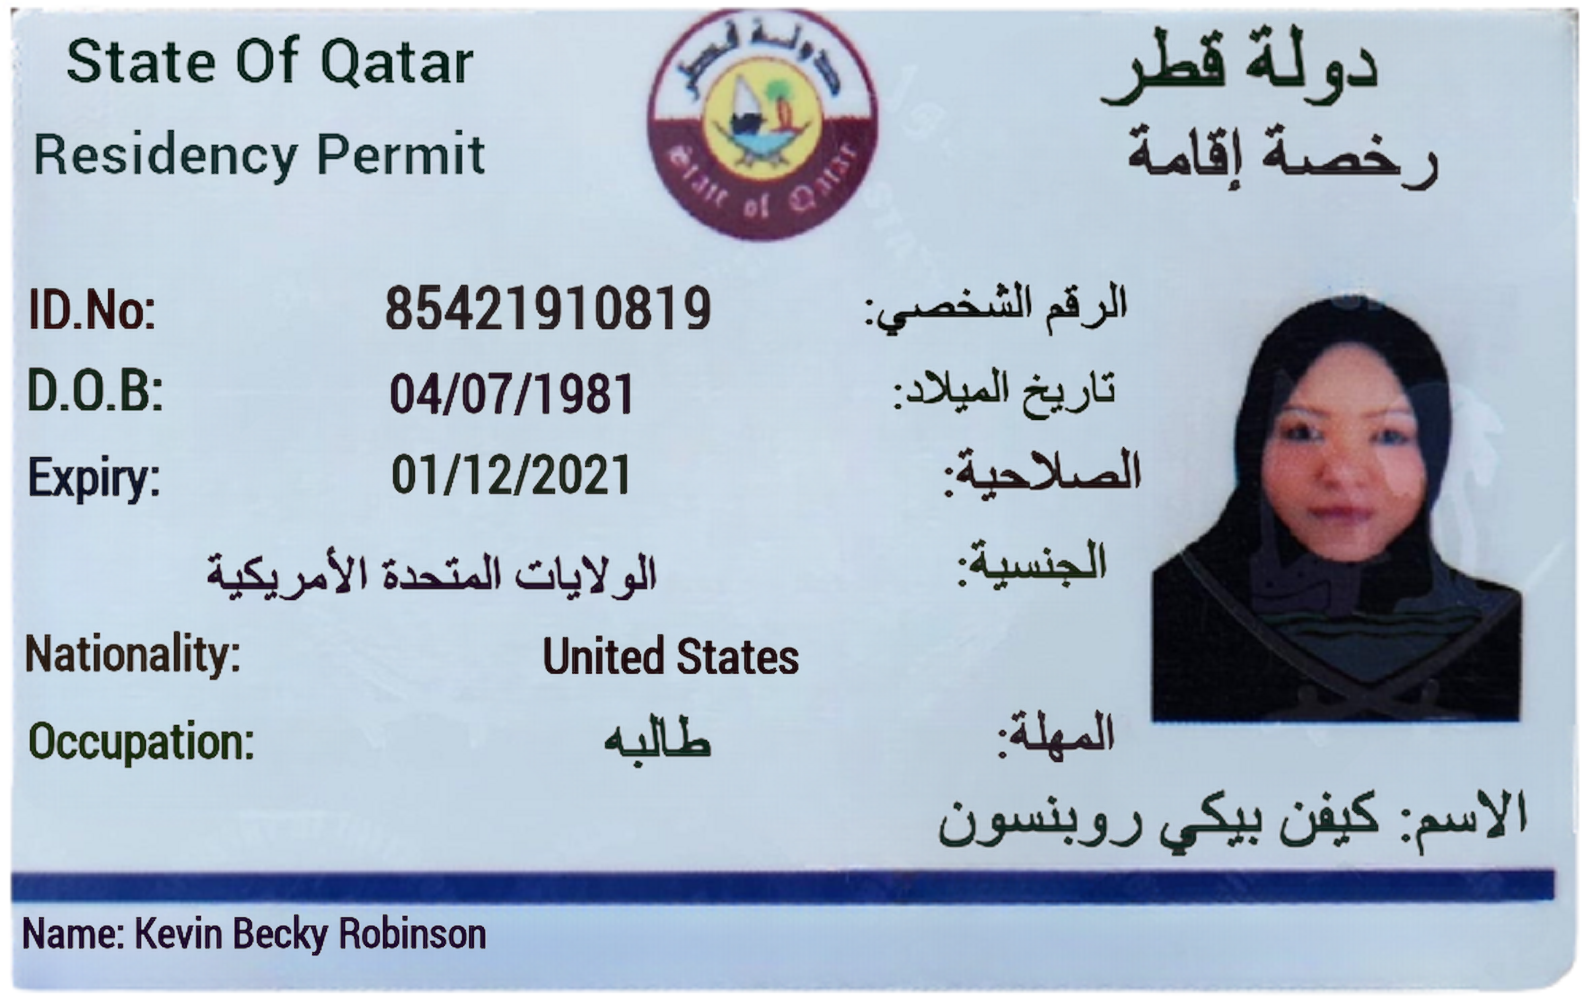 State Of Qatar
دولة قطر
Residency Permit
رخصة إقامة
دولة قطر
State of Qatar
ID.No: 85421910819 الرقم الشخصي:
D.O.B: 04/07/1981 تاريخ الميلاد:
Expiry: 01/12/2021 الصلاحية:
الولايات المتحدة الأمريكية الجنسية:
Nationality: United States
Occupation: طالبه المهلة:
الاسم: كيفن بيكي روبنسون
Name: Kevin Becky Robinson